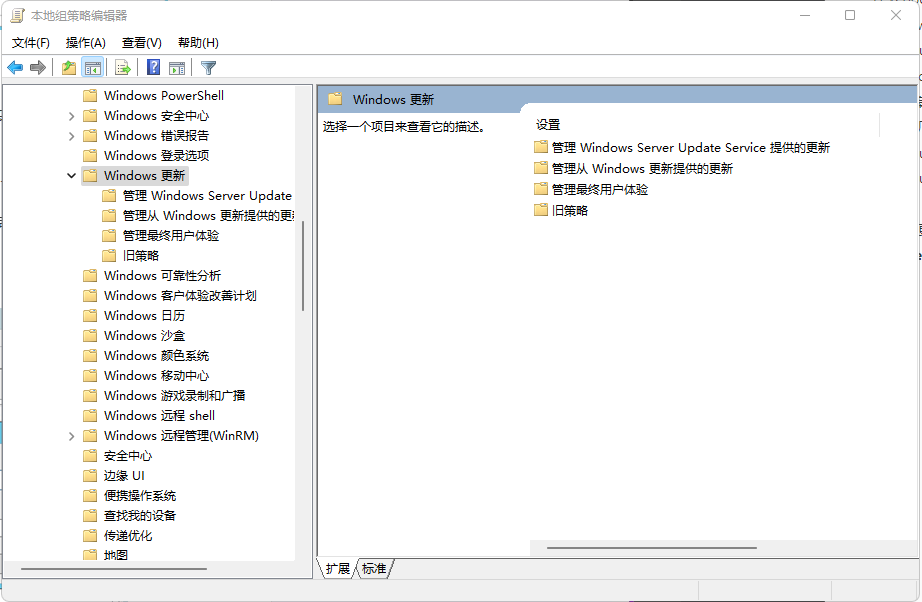 本地组策略编辑器
文件(F) 操作(A) 查看(V) 帮助(H)
Windows PowerShell
Windows 安全中心
Windows 错误报告
Windows 登录选项
Windows 更新
管理 Windows Server Update
管理从 Windows 更新提供的更
管理最终用户体验
旧策略
Windows 可靠性分析
Windows 客户体验改善计划
Windows 日历
Windows 沙盒
Windows 颜色系统
Windows 移动中心
Windows 游戏录制和广播
Windows 远程 shell
Windows 远程管理(WinRM)
安全中心
边缘 UI
便携操作系统
查找我的设备
传递优化
地图
Windows 更新
选择一个项目来查看它的描述。
设置
管理 Windows Server Update Service 提供的更新
管理从 Windows 更新提供的更新
管理最终用户体验
旧策略
扩展 标准